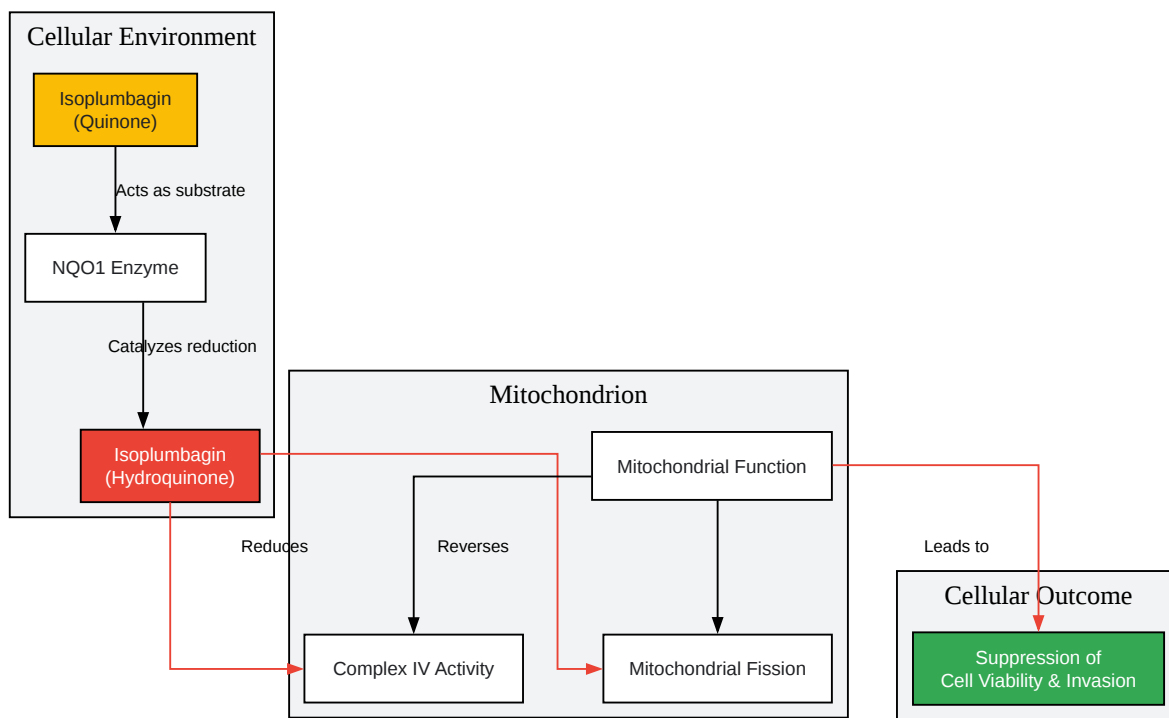 Cellular Environment
Isoplumbagin
(Quinone)
Acts as substrate
NQO1 Enzyme
Catalyzes reduction
Isoplumbagin
(Hydroquinone)
Mitochondrion
Mitochondrial Function
Reduces
Reverses
Leads to
Complex IV Activity
Mitochondrial Fission
Cellular Outcome
Suppression of
Cell Viability & Invasion